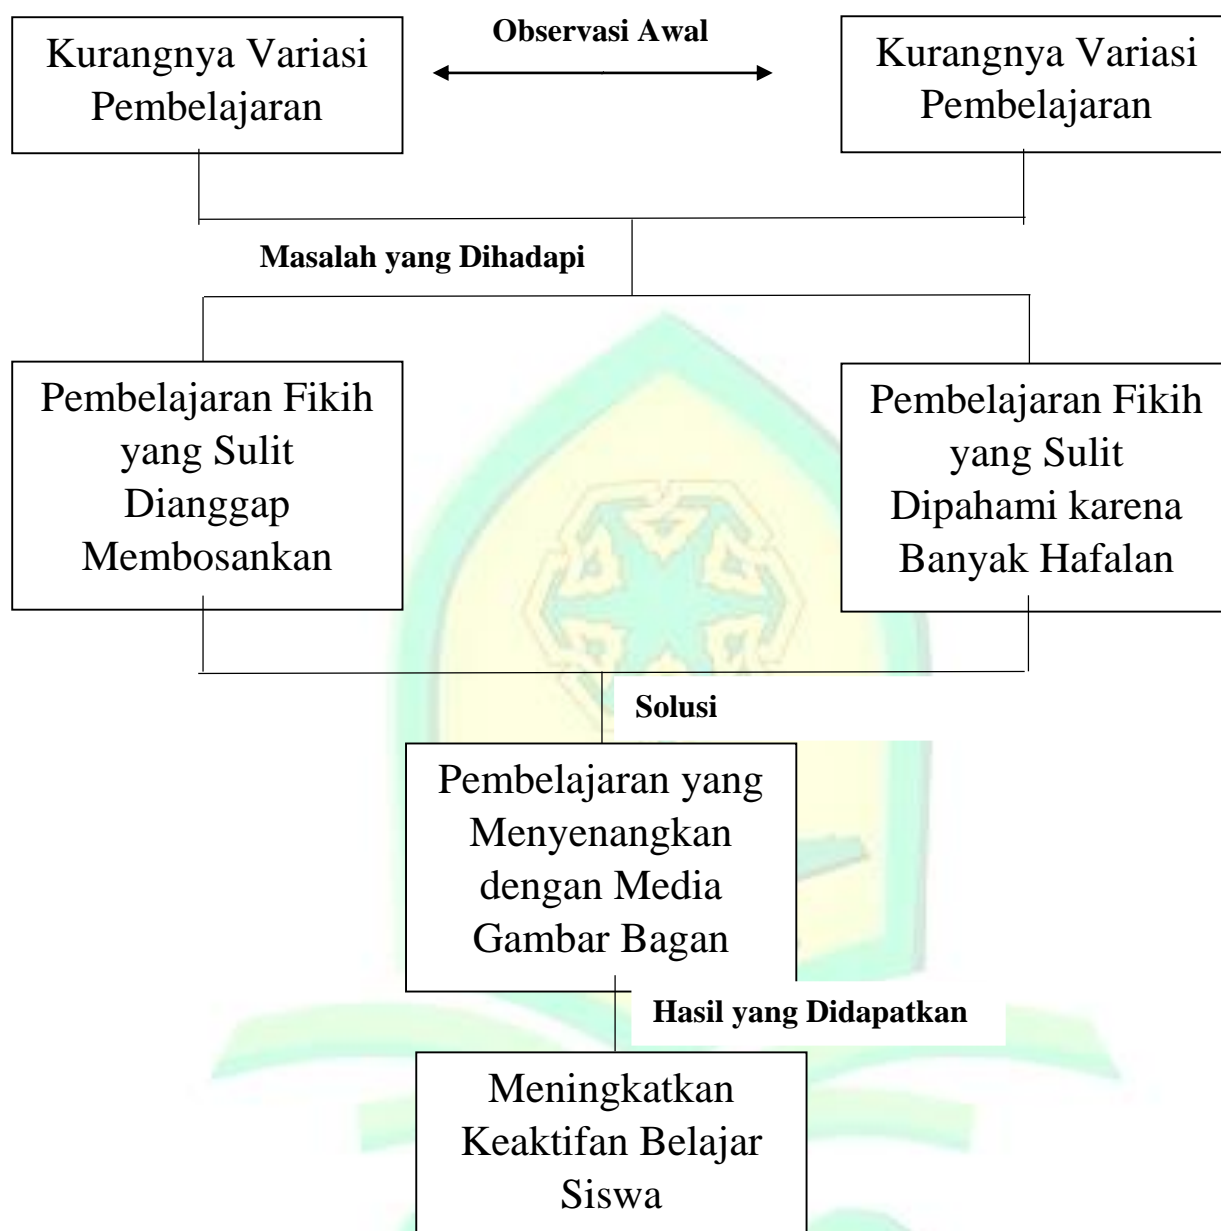 Observasi Awal
Kurangnya Variasi
Pembelajaran
Kurangnya Variasi
Pembelajaran
Masalah yang Dihadapi
Pembelajaran Fikih
yang Sulit
Dianggap
Membosankan
Pembelajaran Fikih
yang Sulit
Dipahami karena
Banyak Hafalan
Solusi
Pembelajaran yang
Menyenangkan
dengan Media
Gambar Bagan
Hasil yang Didapatkan
Meningkatkan
Keaktifan Belajar
Siswa